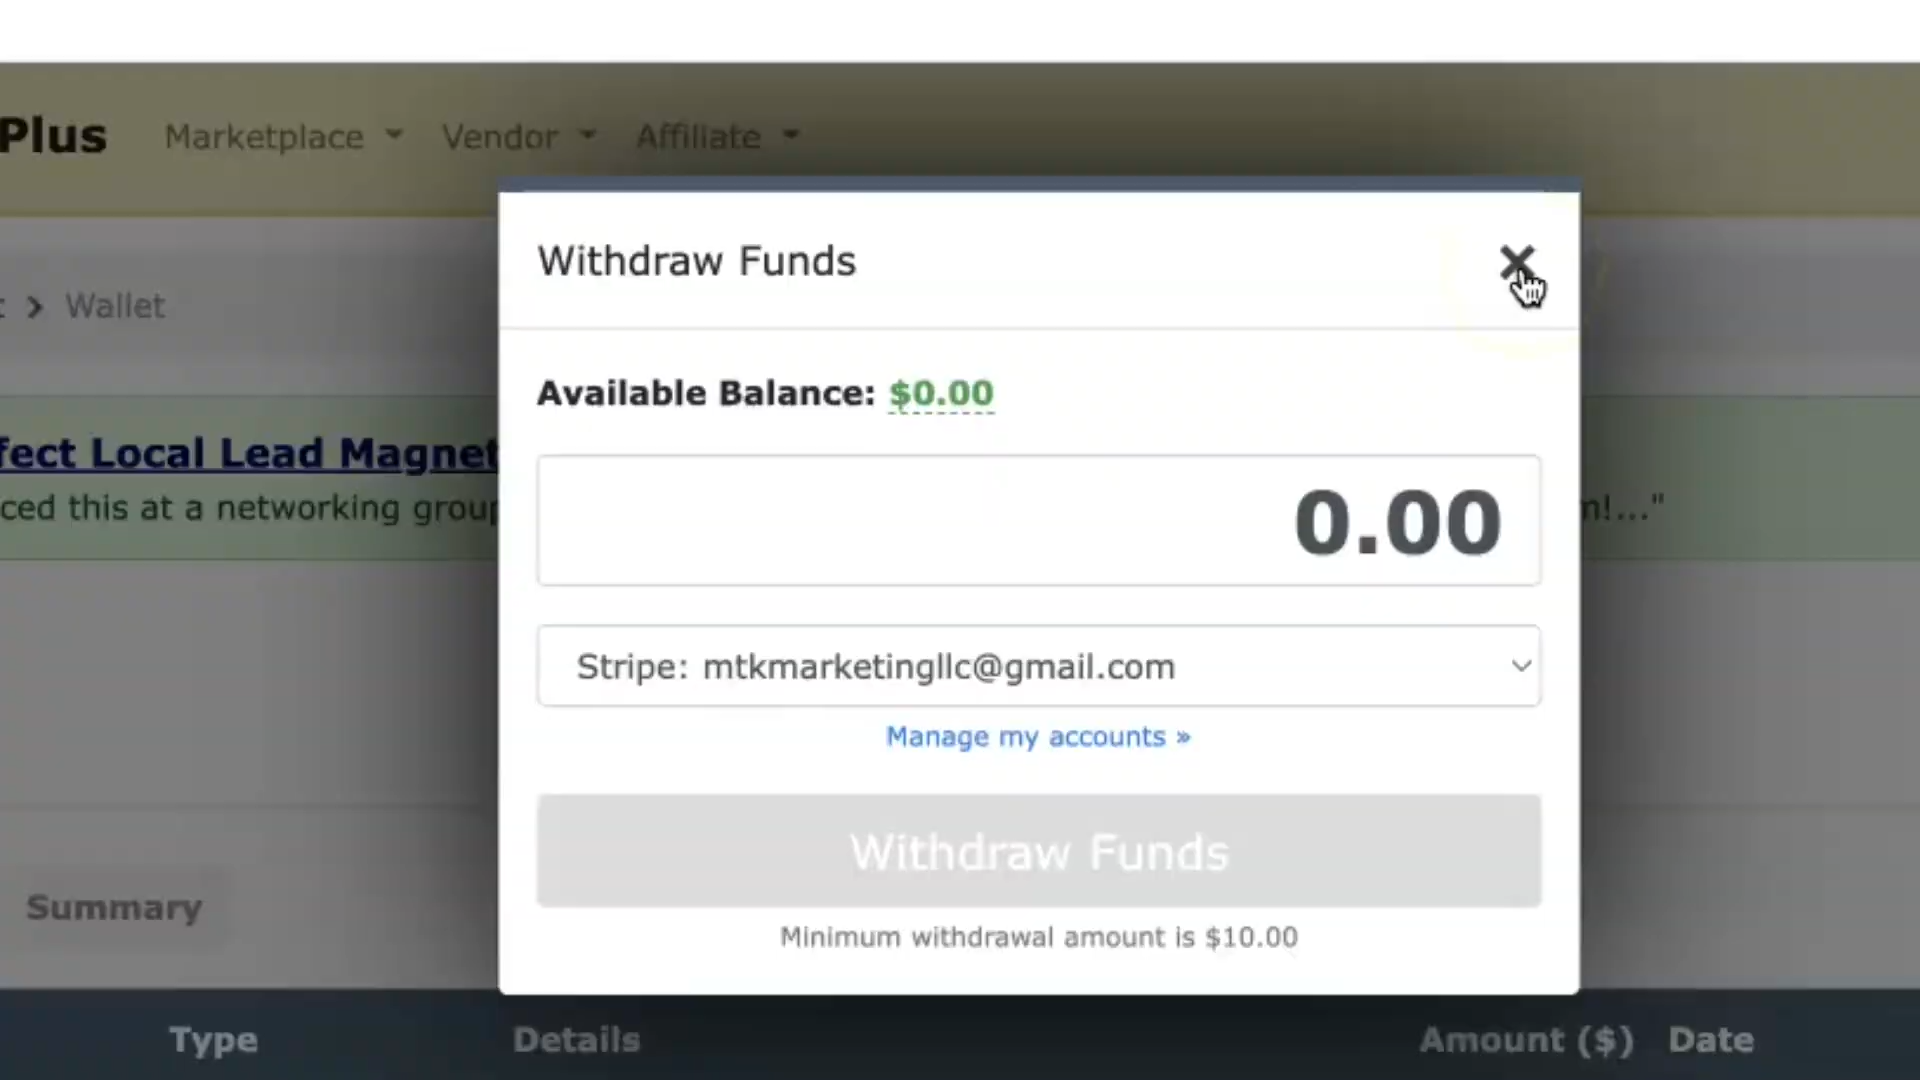 Plus Marketplace Vendor Affiliate
Withdraw Funds
> Wallet
Available Balance: $0.00
fect Local Lead Magnet
ced this at a networking group
n!..."
0.00
Stripe: mtkmarketingllc@gmail.com
Manage my accounts »
Withdraw Funds
Summary
Minimum withdrawal amount is $10.00
Type Details Amount ($) Date